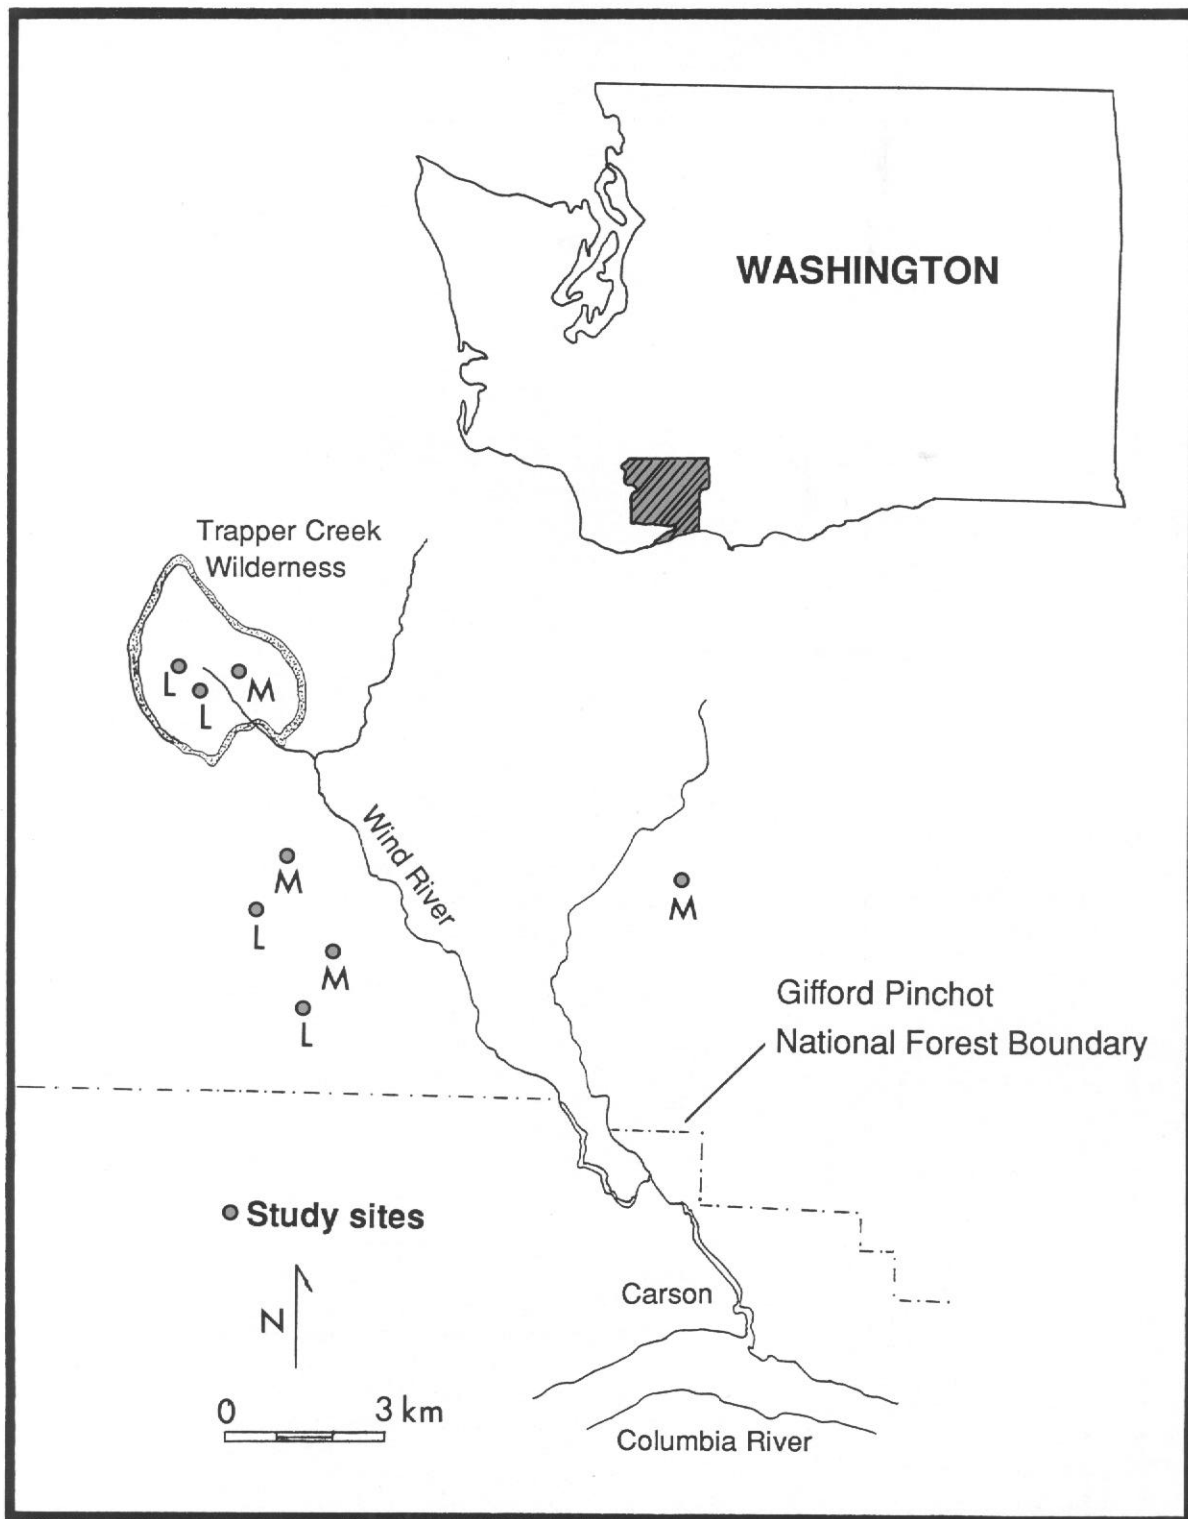 WASHINGTON
Trapper Creek
Wilderness
L
L
M
Wind River
M
L
M
L
M
Gifford Pinchot
National Forest Boundary
Study sites
N
0 3 km
Carson
Columbia River